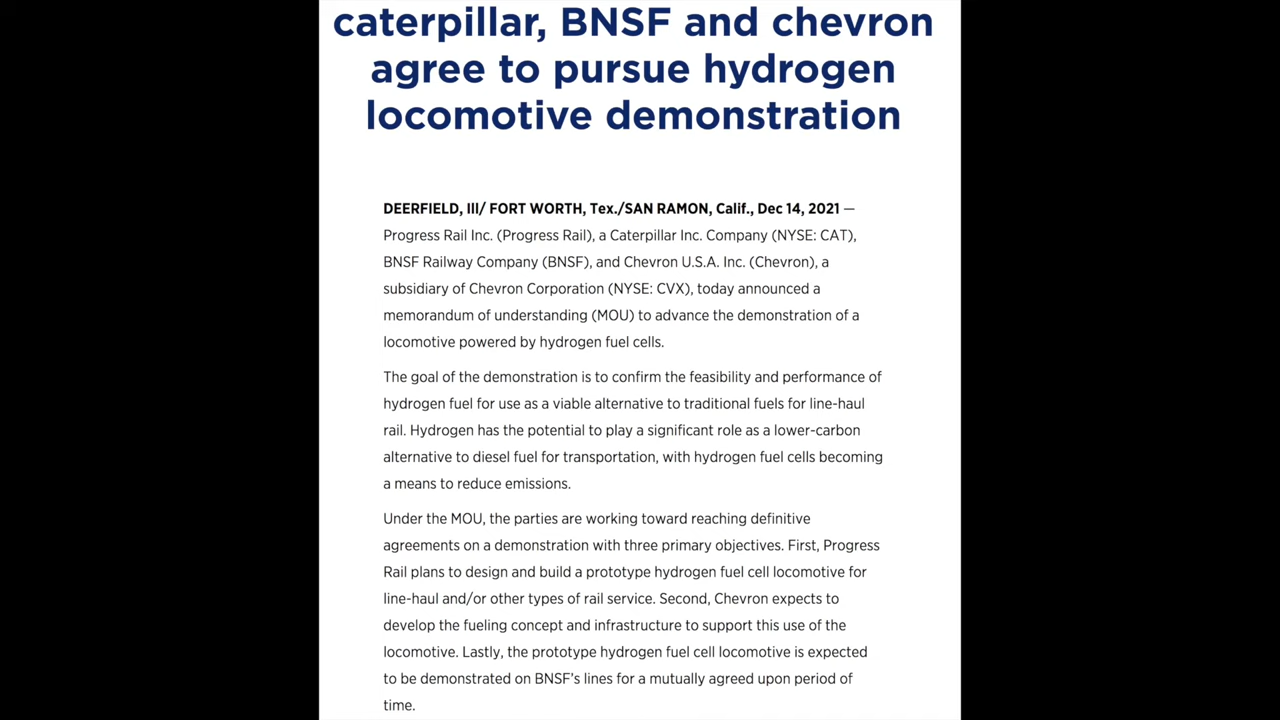 caterpillar, BNSF and chevron
agree to pursue hydrogen
locomotive demonstration
DEERFIELD, Ill/ FORT WORTH, Tex./SAN RAMON, Calif., Dec 14, 2021 —
Progress Rail Inc. (Progress Rail), a Caterpillar Inc. Company (NYSE: CAT),
BNSF Railway Company (BNSF), and Chevron U.S.A. Inc. (Chevron), a
subsidiary of Chevron Corporation (NYSE: CVX), today announced a
memorandum of understanding (MOU) to advance the demonstration of a
locomotive powered by hydrogen fuel cells.
The goal of the demonstration is to confirm the feasibility and performance of
hydrogen fuel for use as a viable alternative to traditional fuels for line-haul
rail. Hydrogen has the potential to play a significant role as a lower-carbon
alternative to diesel fuel for transportation, with hydrogen fuel cells becoming
a means to reduce emissions.
Under the MOU, the parties are working toward reaching definitive
agreements on a demonstration with three primary objectives. First, Progress
Rail plans to design and build a prototype hydrogen fuel cell locomotive for
line-haul and/or other types of rail service. Second, Chevron expects to
develop the fueling concept and infrastructure to support this use of the
locomotive. Lastly, the prototype hydrogen fuel cell locomotive is expected
to be demonstrated on BNSF's lines for a mutually agreed upon period of
time.